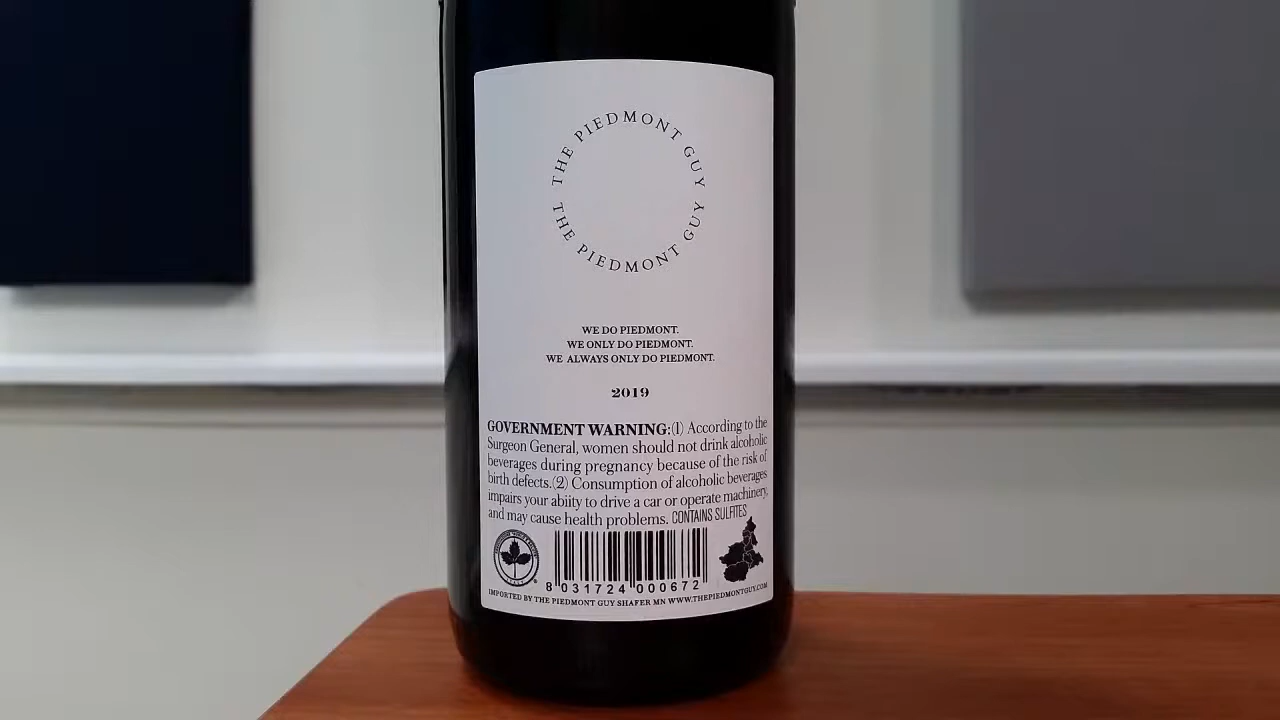 THE PIEDMONT GUY
THE PIEDMONT GUY
WE DO PIEDMONT.
WE ONLY DO PIEDMONT.
WE ALWAYS ONLY DO PIEDMONT.
2019
GOVERNMENT WARNING:(1) According to the
Surgeon General, women should not drink alcoholic
beverages during pregnancy because of the risk of
birth defects.(2) Consumption of alcoholic beverages
impairs your abiity to drive a car or operate machinery,
and may cause health problems. CONTAINS SULFITES
8 031724 000672
IMPORTED BY THE PIEDMONT GUY SHAFER MN WWW.THEPIEDMONTGUY.COM